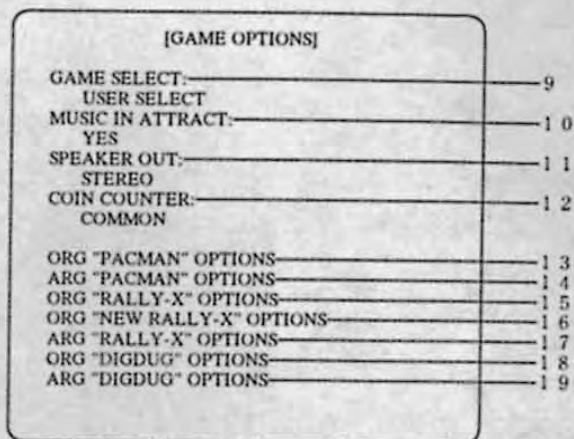 [GAME OPTIONS]
GAME SELECT: 9
USER SELECT
MUSIC IN ATTRACT: 10
YES
SPEAKER OUT: 11
STEREO
COIN COUNTER: 12
COMMON
ORG "PACMAN" OPTIONS 13
ARG "PACMAN" OPTIONS 14
ORG "RALLY-X" OPTIONS 15
ORG "NEW RALLY-X" OPTIONS 16
ARG "RALLY-X" OPTIONS 17
ORG "DIGDUG" OPTIONS 18
ARG "DIGDUG" OPTIONS 19